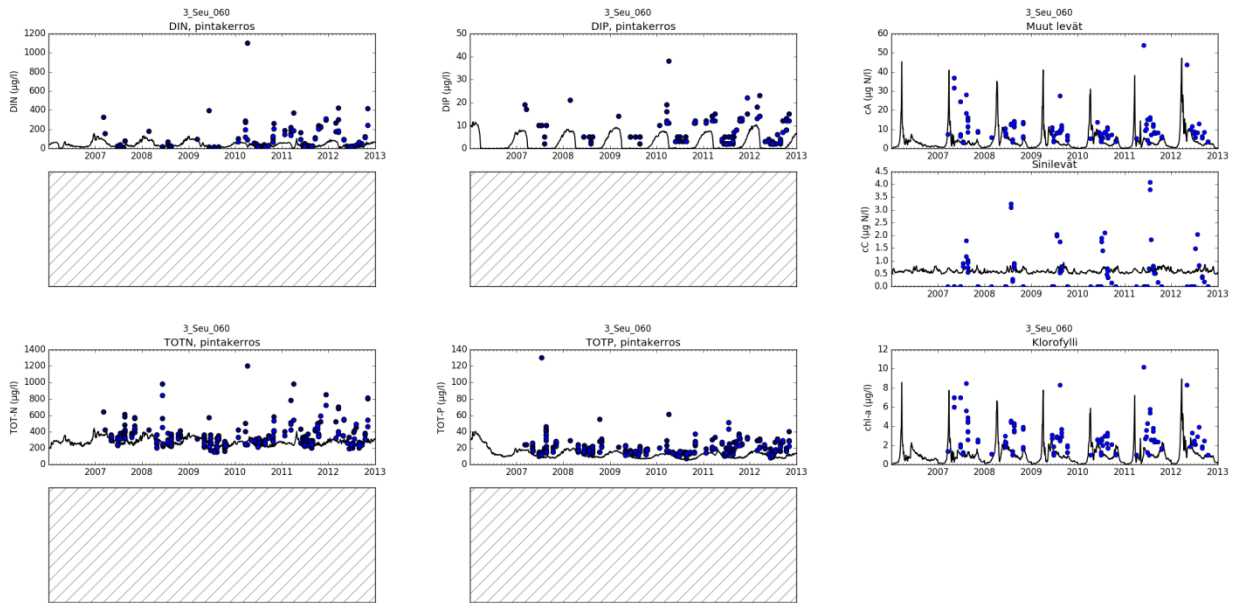 3_Seu_060
DIN, pintakerros
DIN (µg/l)
1200
1000
800
600
400
200
0
2007 2008 2009 2010 2011 2012 2013
3_Seu_060
DIP, pintakerros
DIP (µg/l)
50
40
30
20
10
0
2007 2008 2009 2010 2011 2012 2013
3_Seu_060
Muut levät
cA (µg N/l)
60
50
40
30
20
10
0
2007 2008 2009 2010 2011 2012 2013
Sinilevät
cC (µg N/l)
4.5
4.0
3.5
3.0
2.5
2.0
1.5
1.0
0.5
0.0
2007 2008 2009 2010 2011 2012 2013
3_Seu_060
TOTN, pintakerros
TOT-N (µg/l)
1400
1200
1000
800
600
400
200
0
2007 2008 2009 2010 2011 2012 2013
3_Seu_060
TOTP, pintakerros
TOT-P (µg/l)
140
120
100
80
60
40
20
0
2007 2008 2009 2010 2011 2012 2013
3_Seu_060
Klorofylli
chl-a (µg/l)
12
10
8
6
4
2
0
2007 2008 2009 2010 2011 2012 2013